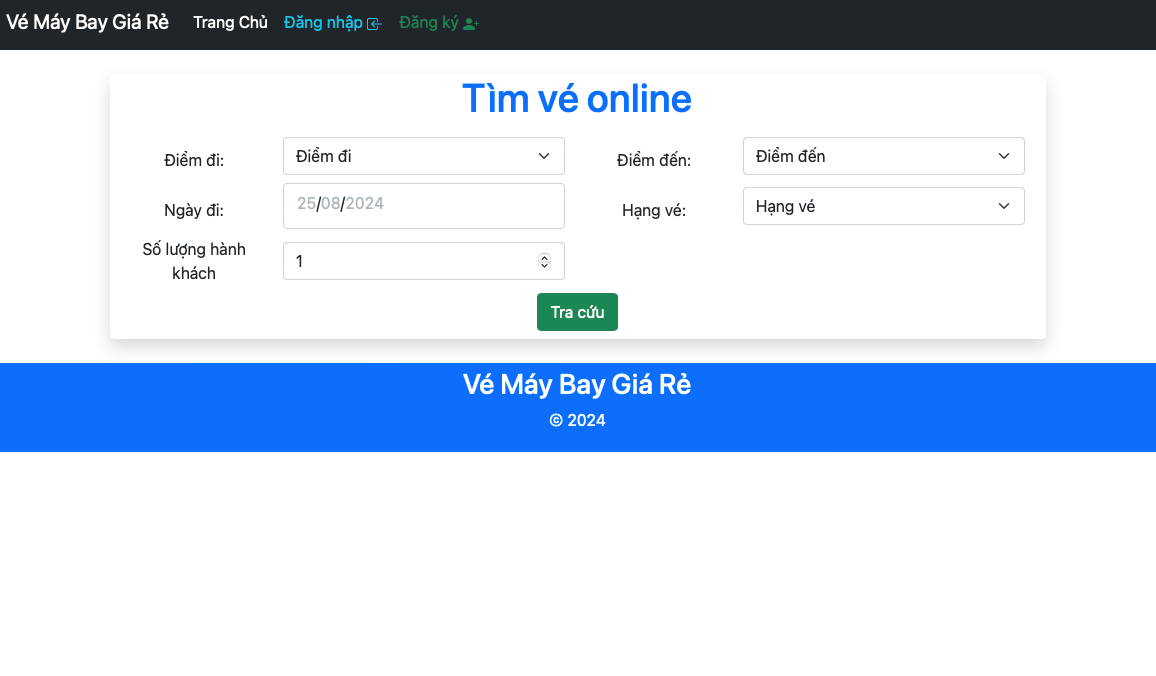 Vé Máy Bay Giá Rẻ Trang Chủ Đăng nhập Đăng ký
Tìm vé online
Điểm đi: Điểm đi Điểm đến: Điểm đến
Ngày đi: 25/08/2024 Hạng vé: Hạng vé
Số lượng hành
khách 1
Tra cứu
Vé Máy Bay Giá Rẻ
© 2024